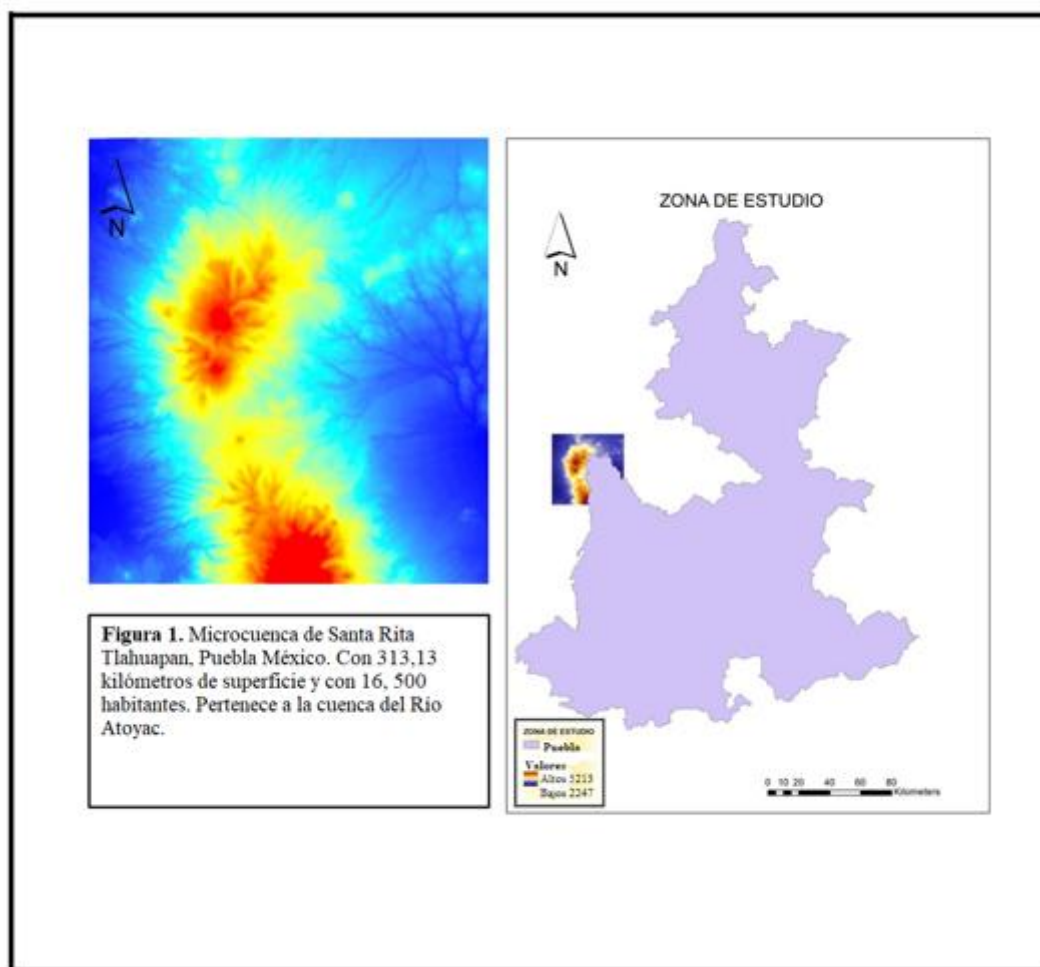 N
Figura 1. Microcuenca de Santa Rita
Tlahuapan, Puebla México. Con 313,13
kilómetros de superficie y con 16, 500
habitantes. Pertenece a la cuenca del Río
Atoyac.
ZONA DE ESTUDIO
N
ZONA DE ESTUDIO
Puebla
Valores
Altos 5213
Bajos 2247
0 10 20 40 60 80
Kilometers